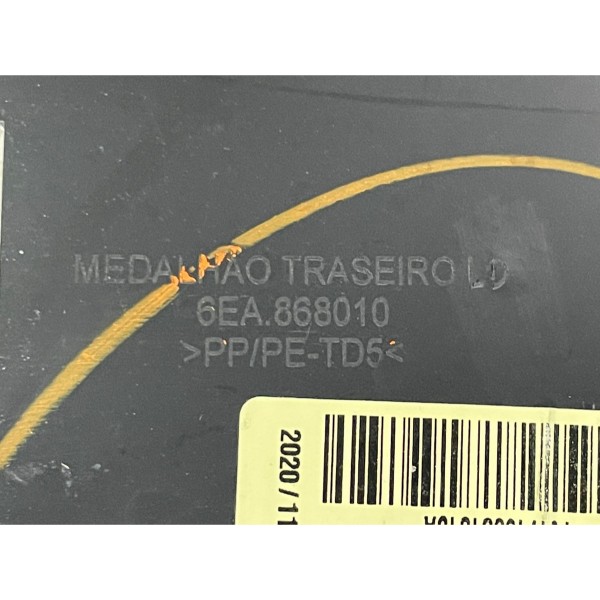 MEDALHÃO TRASEIRO LD
6EA.868010
>PP/PE-TD5<
2020/11